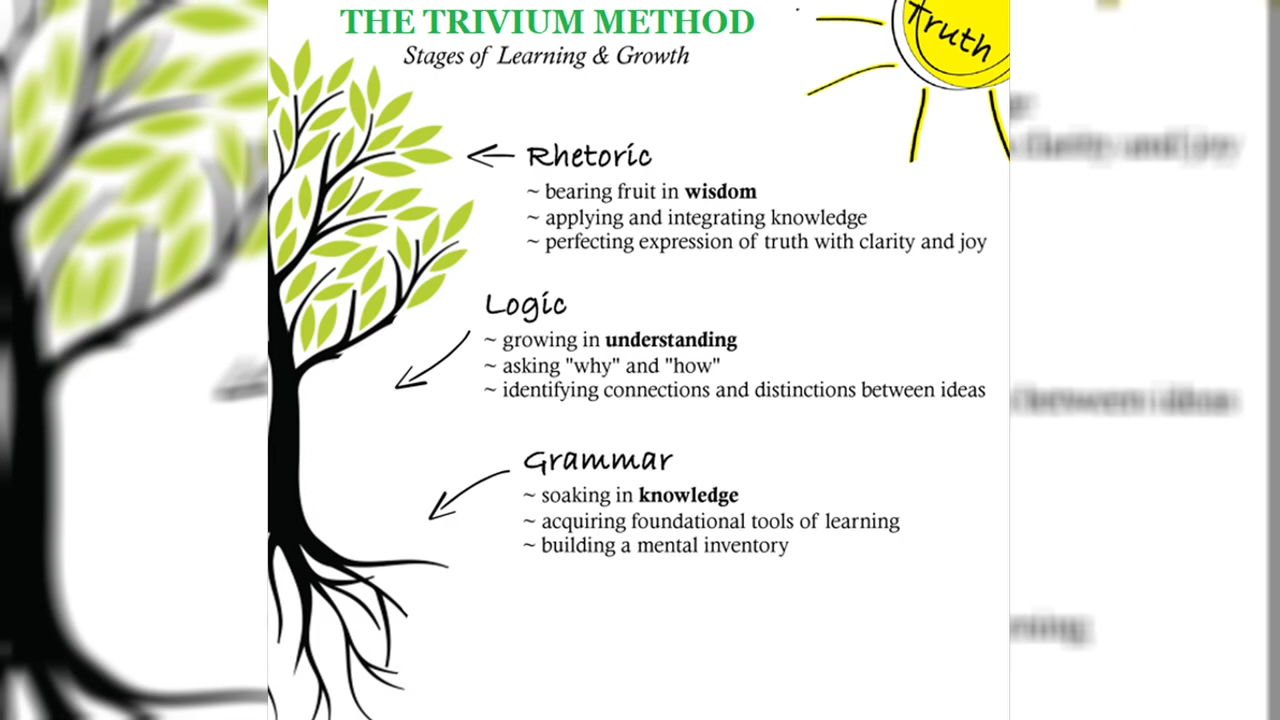 THE TRIVIUM METHOD
Stages of Learning & Growth
Truth
Rhetoric
~ bearing fruit in wisdom
~ applying and integrating knowledge
~ perfecting expression of truth with clarity and joy
Logic
~ growing in understanding
~ asking "why" and "how"
~ identifying connections and distinctions between ideas
Grammar
~ soaking in knowledge
~ acquiring foundational tools of learning
~ building a mental inventory